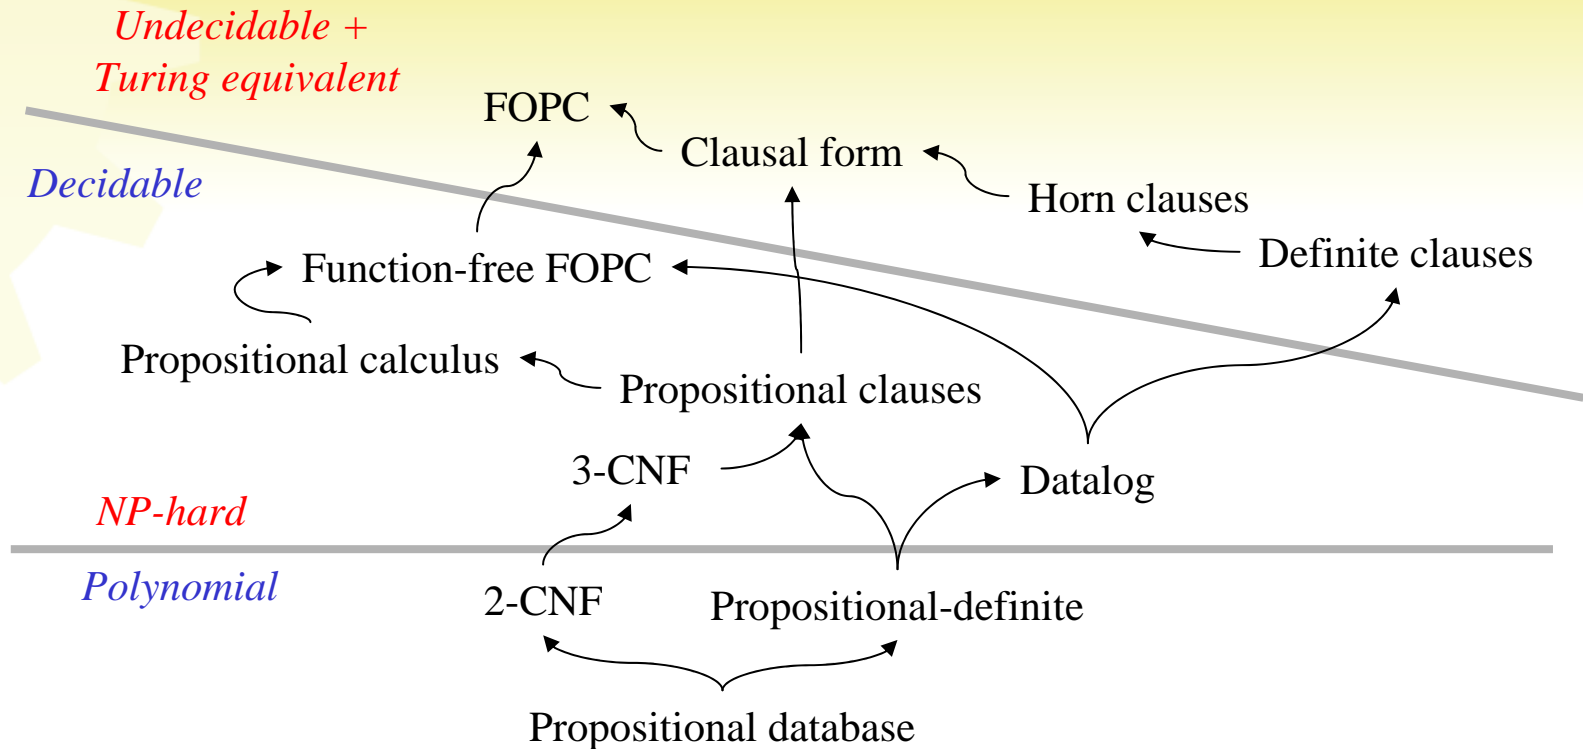 Undecidable +
Turing equivalent
FOPC
Clausal form
Decidable
Horn clauses
Definite clauses
Function-free FOPC
Propositional calculus
Propositional clauses
3-CNF
Datalog
NP-hard
Polynomial
2-CNF
Propositional-definite
Propositional database